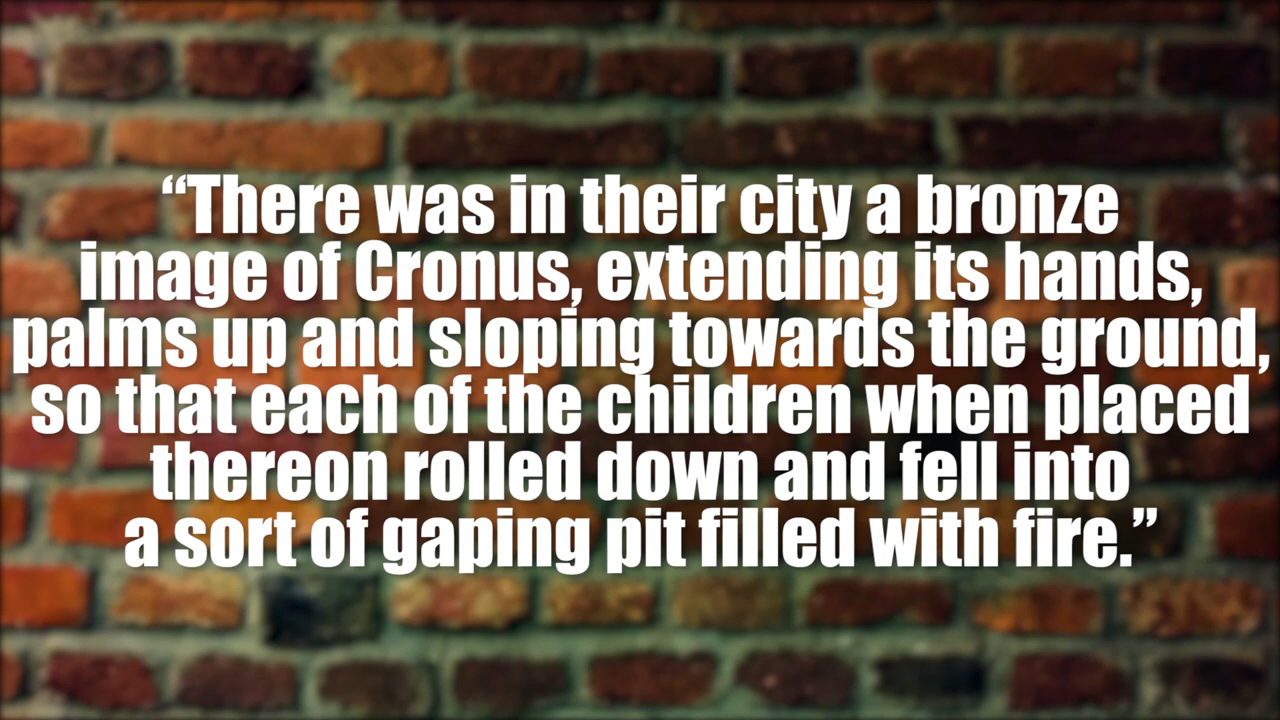 “There was in their city a bronze
image of Cronus, extending its hands,
palms up and sloping towards the ground,
so that each of the children when placed
thereon rolled down and fell into
a sort of gaping pit filled with fire.”